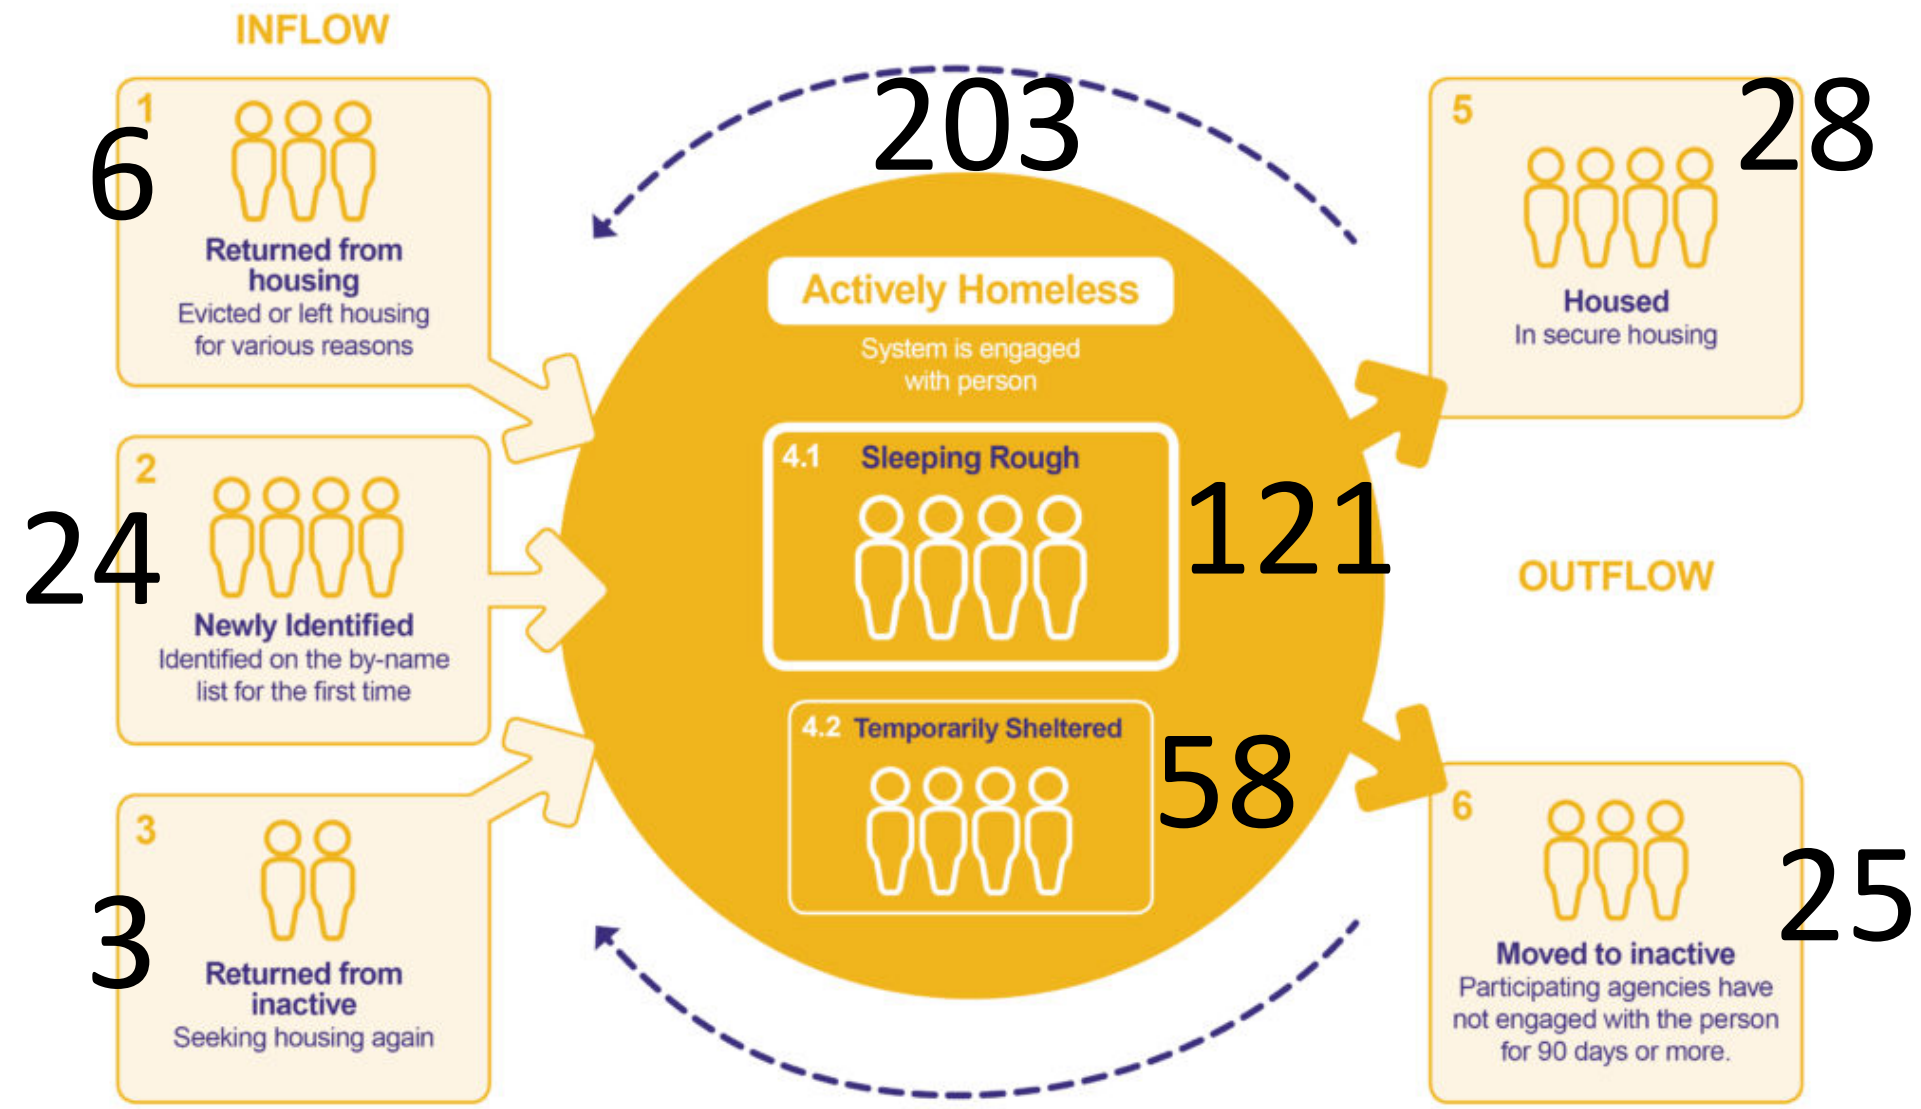 INFLOW
1
6
Returned from
housing
Evicted or left housing
for various reasons
2
24
Newly Identified
Identified on the by-name
list for the first time
3
3
Returned from
inactive
Seeking housing again
203
Actively Homeless
System is engaged
with person
4.1 Sleeping Rough
121
4.2 Temporarily Sheltered
58
5
28
Housed
In secure housing
OUTFLOW
6
25
Moved to inactive
Participating agencies have
not engaged with the person
for 90 days or more.